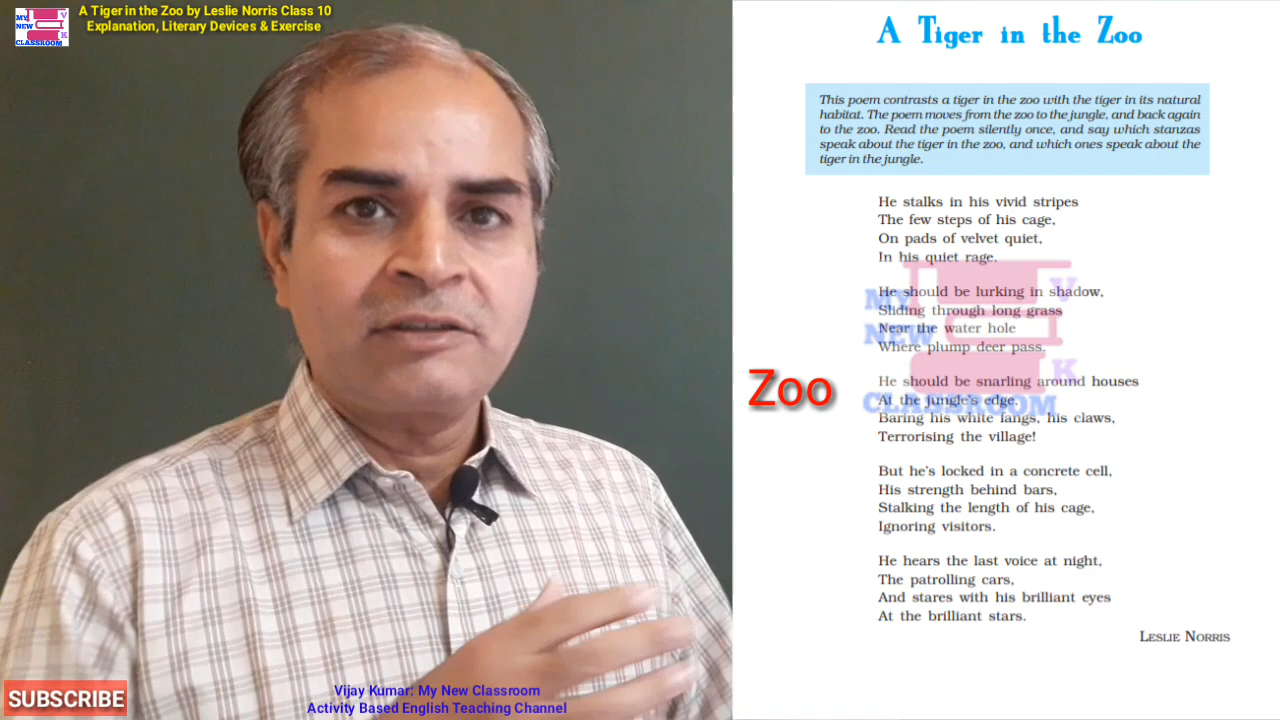 A Tiger in the Zoo by Leslie Norris Class 10
Explanation, Literary Devices & Exercise
MY
NEW
CLASSROOM
V
K
A Tiger in the Zoo
This poem contrasts a tiger in the zoo with the tiger in its natural
habitat. The poem moves from the zoo to the jungle, and back again
to the zoo. Read the poem silently once, and say which stanzas
speak about the tiger in the zoo, and which ones speak about the
tiger in the jungle.
He stalks in his vivid stripes
The few steps of his cage,
On pads of velvet quiet,
In his quiet rage.
He should be lurking in shadow,
Sliding through long grass
Near the water hole
Where plump deer pass.
He should be snarling around houses
At the jungle's edge,
Baring his white fangs, his claws,
Terrorising the village!
But he's locked in a concrete cell,
His strength behind bars,
Stalking the length of his cage,
Ignoring visitors.
He hears the last voice at night,
The patrolling cars,
And stares with his brilliant eyes
At the brilliant stars.
LESLIE NORRIS
MY
NEW
CLASSROOM
V
K
Zoo
SUBSCRIBE
Vijay Kumar: My New Classroom
Activity Based English Teaching Channel